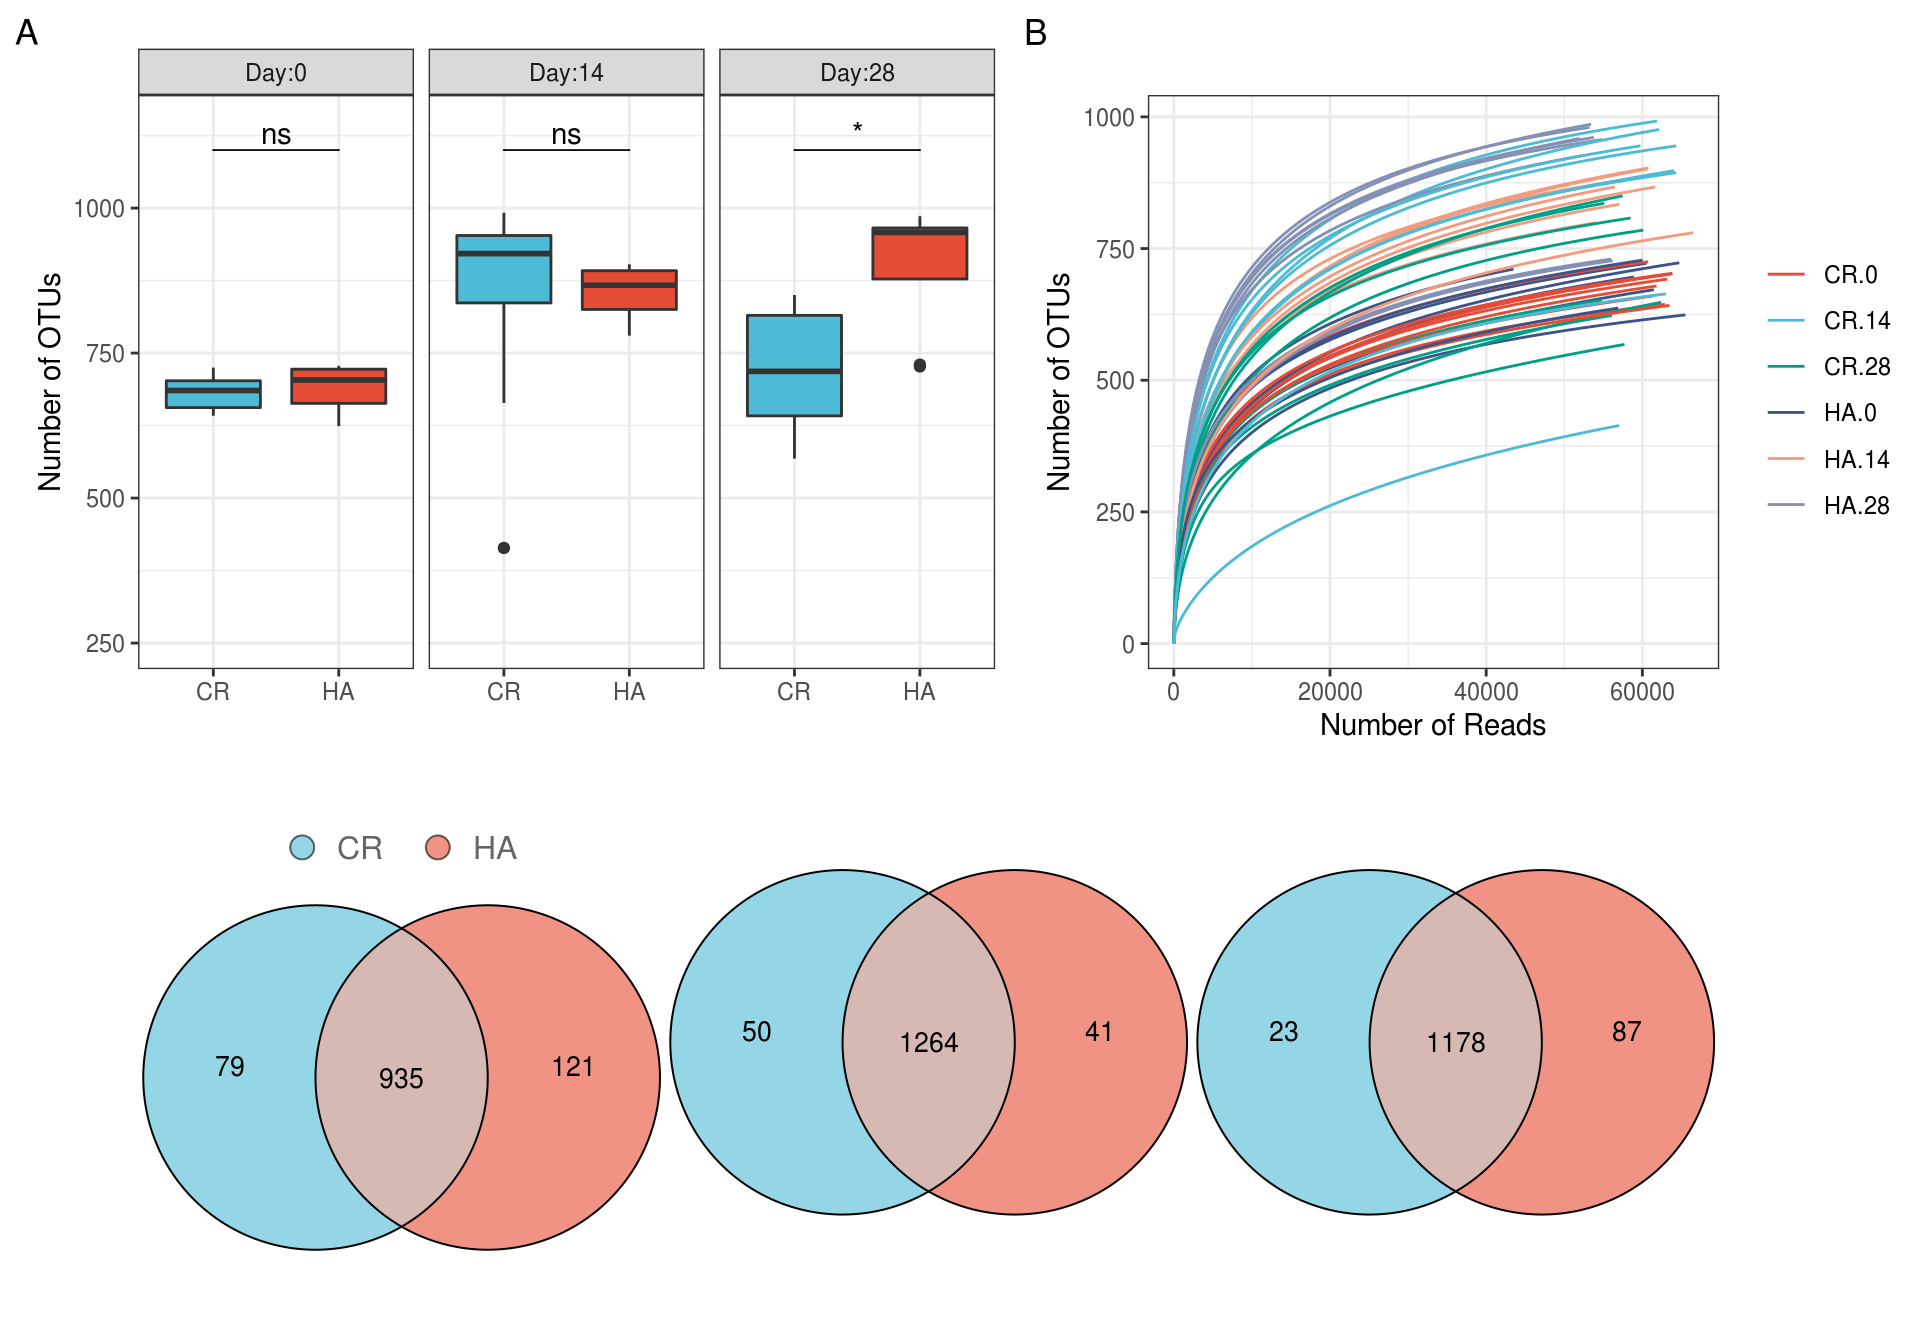 A
Day:0
Day:14
Day:28
ns
ns
*
Number of OTUs
1000
750
500
250
CR
HA
CR
HA
CR
HA
B
Number of OTUs
1000
750
500
250
0
0
20000
40000
60000
Number of Reads
CR.0
CR.14
CR.28
HA.0
HA.14
HA.28
CR
HA
79
935
121
50
1264
41
23
1178
87